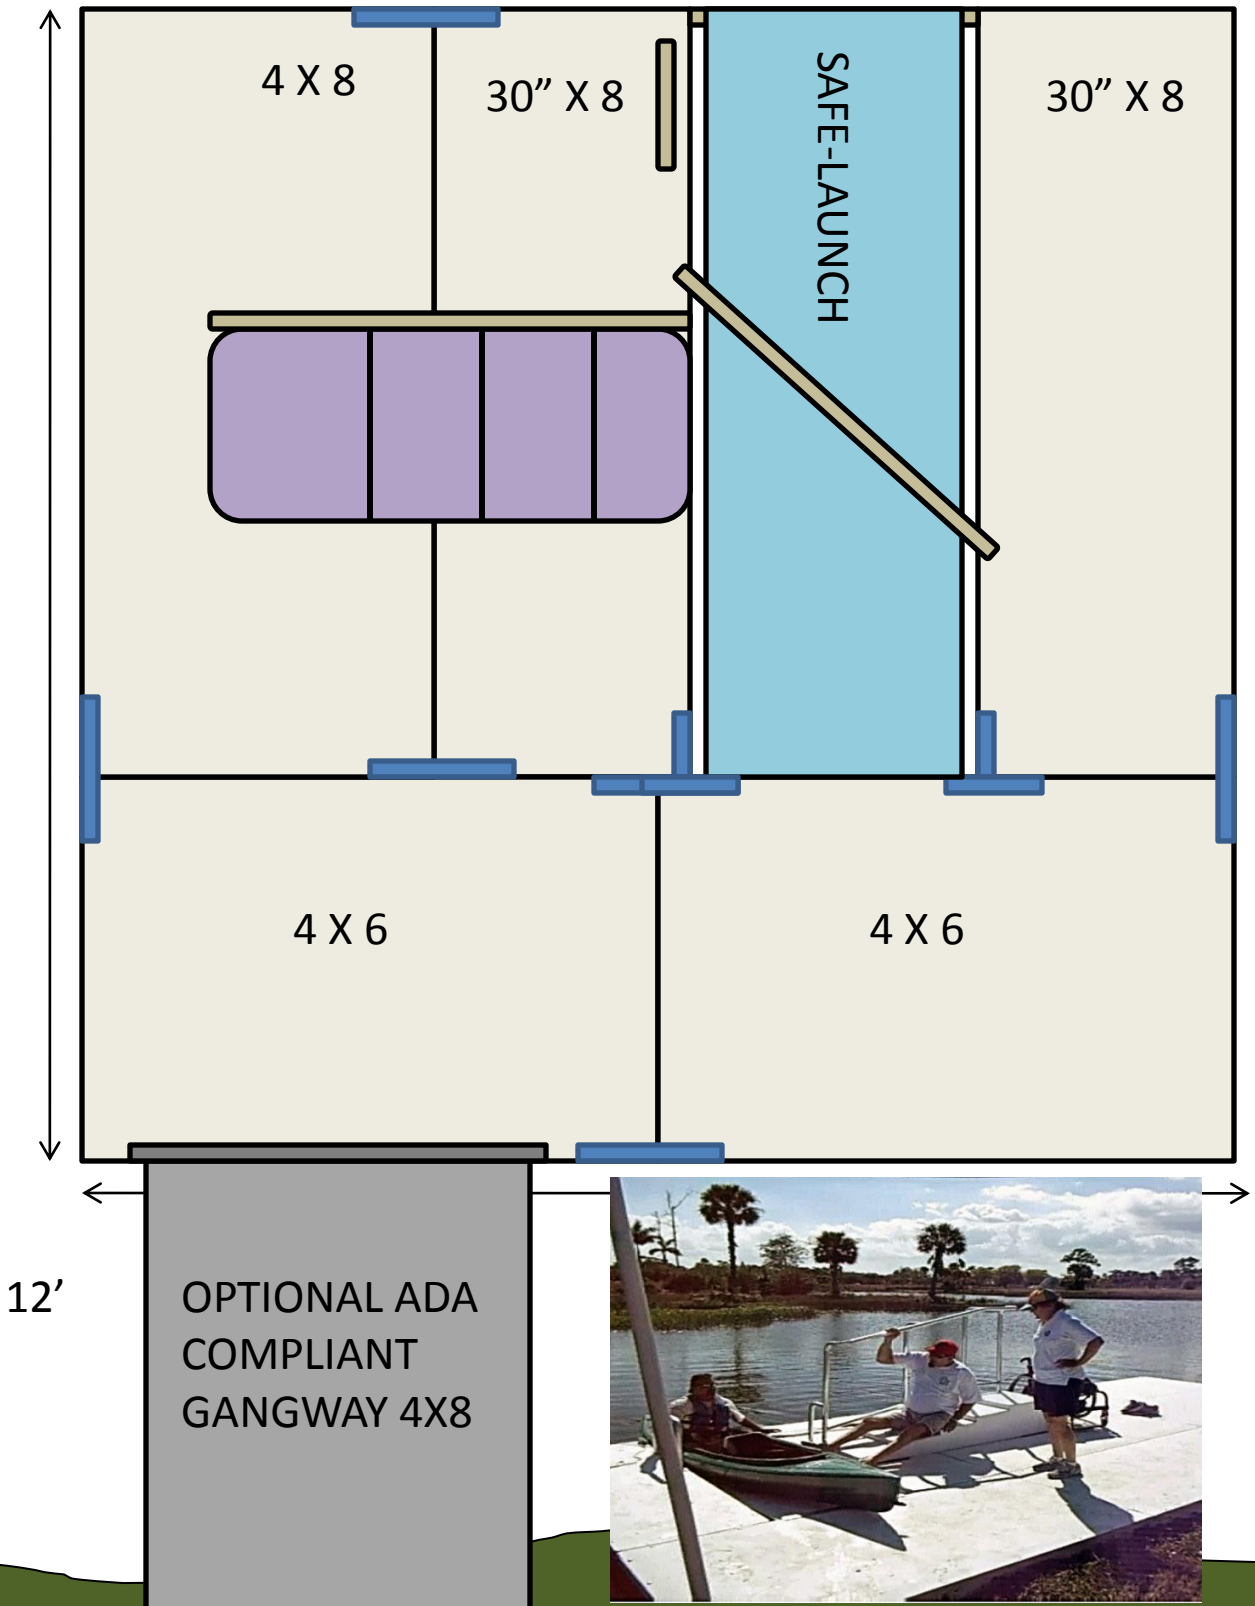 4 X 8
30” X 8
SAFE-LAUNCH
30” X 8
4 X 6
4 X 6
12’
OPTIONAL ADA
COMPLIANT
GANGWAY 4X8